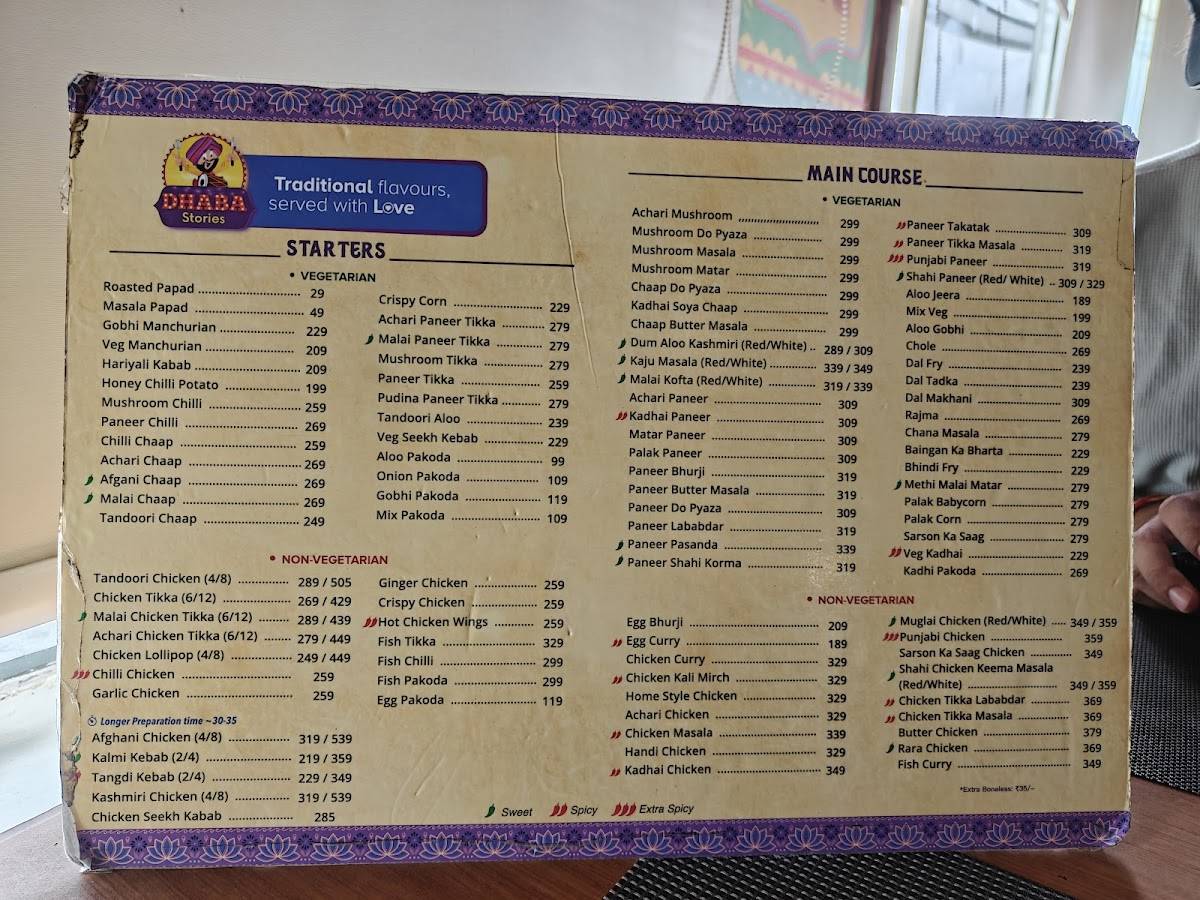 DHABA
Stories
Traditional flavours,
served with Love
STARTERS
• VEGETARIAN
Roasted Papad ........ 29
Masala Papad ........ 49
Gobhi Manchurian ........ 229
Veg Manchurian ........ 209
Hariyali Kabab ........ 209
Honey Chilli Potato ........ 199
Mushroom Chilli ........ 259
Paneer Chilli ........ 269
Chilli Chaap ........ 259
Achari Chaap ........ 269
Afgani Chaap ........ 269
Malai Chaap ........ 269
Tandoori Chaap ........ 249
Crispy Corn ........ 229
Achari Paneer Tikka ........ 279
Malai Paneer Tikka ........ 279
Mushroom Tikka ........ 279
Paneer Tikka ........ 259
Pudina Paneer Tikka ........ 279
Tandoori Aloo ........ 239
Veg Seekh Kebab ........ 229
Aloo Pakoda ........ 99
Onion Pakoda ........ 109
Gobhi Pakoda ........ 119
Mix Pakoda ........ 109
• NON-VEGETARIAN
Tandoori Chicken (4/8) ........ 289 / 505
Chicken Tikka (6/12) ........ 269 / 429
Malai Chicken Tikka (6/12) ........ 289 / 439
Achari Chicken Tikka (6/12) ........ 279 / 449
Chicken Lollipop (4/8) ........ 249 / 449
Chilli Chicken ........ 259
Garlic Chicken ........ 259
Longer Preparation time ~30-35
Afghani Chicken (4/8) ........ 319 / 539
Kalmi Kebab (2/4) ........ 219 / 359
Tangdi Kebab (2/4) ........ 229 / 349
Kashmiri Chicken (4/8) ........ 319 / 539
Chicken Seekh Kabab ........ 285
Ginger Chicken ........ 259
Crispy Chicken ........ 259
Hot Chicken Wings ........ 259
Fish Tikka ........ 329
Fish Chilli ........ 299
Fish Pakoda ........ 299
Egg Pakoda ........ 119
MAIN COURSE
• VEGETARIAN
Achari Mushroom ,,,,,,,, 299
Mushroom Do Pyaza ........ 299
Mushroom Masala ........ 299
Mushroom Matar ........ 299
Chaap Do Pyaza ........ 299
Kadhai Soya Chaap ........ 299
Chaap Butter Masala ........ 299
Dum Aloo Kashmiri (Red/White) .. 289 / 309
Kaju Masala (Red/White) ........ 339 / 349
Malai Kofta (Red/White) ........ 319 / 339
Achari Paneer ........ 309
Kadhai Paneer ........ 309
Matar Paneer ........ 309
Palak Paneer ........ 309
Paneer Bhurji ........ 319
Paneer Butter Masala ........ 319
Paneer Do Pyaza ........ 309
Paneer Lababdar ........ 319
Paneer Pasanda ........ 339
Paneer Shahi Korma ........ 319
Paneer Takatak ........ 309
Paneer Tikka Masala ........ 319
Punjabi Paneer ........ 319
Shahi Paneer (Red/ White) .. 309 / 329
Aloo Jeera ........ 189
Mix Veg ........ 199
Aloo Gobhi ........ 209
Chole ........ 269
Dal Fry ........ 239
Dal Tadka ........ 239
Dal Makhani ........ 309
Rajma ........ 269
Chana Masala ........ 279
Baingan Ka Bharta ........ 229
Bhindi Fry ........ 229
Methi Malai Matar ........ 279
Palak Babycorn ........ 279
Palak Corn ........ 279
Sarson Ka Saag ........ 279
Veg Kadhai ........ 229
Kadhi Pakoda ........ 269
• NON-VEGETARIAN
Egg Bhurji ........ 209
Egg Curry ........ 189
Chicken Curry ........ 329
Chicken Kali Mirch ........ 329
Home Style Chicken ........ 329
Achari Chicken ........ 329
Chicken Masala ........ 339
Handi Chicken ........ 329
Kadhai Chicken ........ 349
Muglai Chicken (Red/White) ..... 349 / 359
Punjabi Chicken ........ 359
Sarson Ka Saag Chicken ........ 349
Shahi Chicken Keema Masala
(Red/White) ........ 349 / 359
Chicken Tikka Lababdar ........ 369
Chicken Tikka Masala ........ 369
Butter Chicken ........ 379
Rara Chicken ........ 369
Fish Curry ........ 349
*Extra Boneless: ₹35/-
Sweet Spicy Extra Spicy